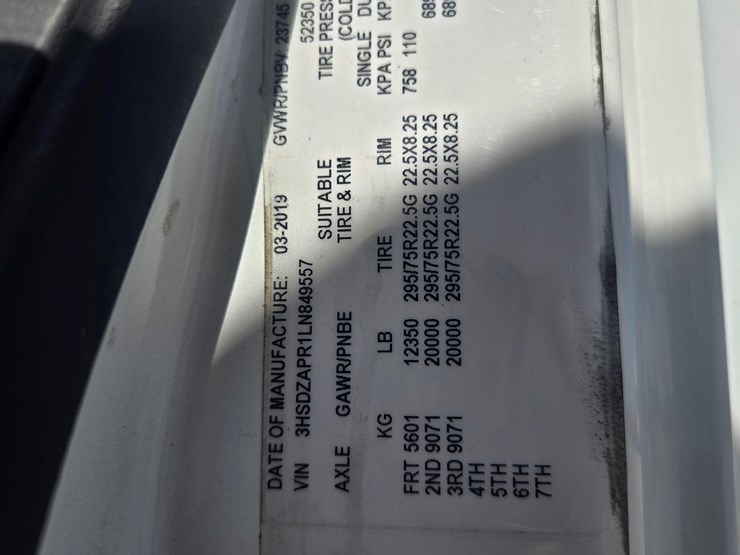 DATE OF MANUFACTURE: 03-2019 GVWR/PNBV 23745
VIN 3HSDZAPR1LN849557 52350
SUITABLE TIRE PRESS
AXLE GAWR/PNBE TIRE & RIM (COLD
SINGLE DU
KG LB TIRE RIM KPA PSI KP
FRT 5601 12350 295/75R22.5G 22.5X8.25 758 110
2ND 9071 20000 295/75R22.5G 22.5X8.25 68
3RD 9071 20000 295/75R22.5G 22.5X8.25 68
4TH
5TH
6TH
7TH